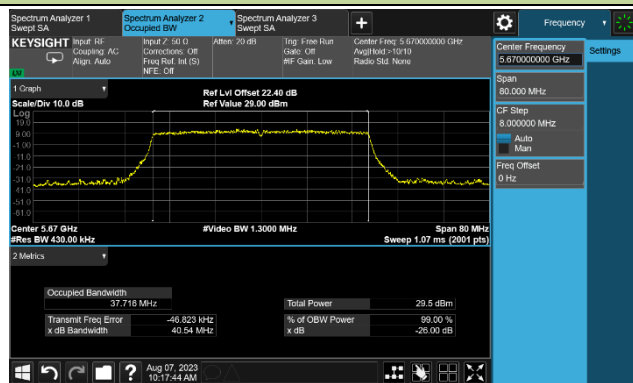 Spectrum Analyzer 1
Swept SA
Spectrum Analyzer 2
Occupied BW
Spectrum Analyzer 3
Swept SA
+
Frequency
KEYSIGHT
Input: RF
Coupling: AC
Align: Auto
Input Z: 50 Ω
Corrections: Off
Freq Ref: Int (S)
NFE: Off
Atten: 20 dB
Trig: Free Run
Gate: Off
#IF Gain: Low
Center Freq: 5.670000000 GHz
Avg|Hold:>10/10
Radio Std: None
Center Frequency
5.670000000 GHz
Settings
Span
80.000 MHz
CF Step
8.000000 MHz
Auto
Man
Freq Offset
0 Hz
1 Graph
Scale/Div 10.0 dB
Ref Lvl Offset 22.40 dB
Ref Value 29.00 dBm
Log
19.0
9.00
-1.00
-11.0
-21.0
-31.0
-41.0
-51.0
-61.0
Center 5.67 GHz
#Res BW 430.00 kHz
#Video BW 1.3000 MHz
Span 80 MHz
Sweep 1.07 ms (2001 pts)
2 Metrics
Occupied Bandwidth
37.716 MHz
Total Power 29.5 dBm
Transmit Freq Error -46.823 kHz
% of OBW Power 99.00 %
x dB Bandwidth 40.54 MHz
x dB -26.00 dB
?
Aug 07, 2023
10:17:44 AM